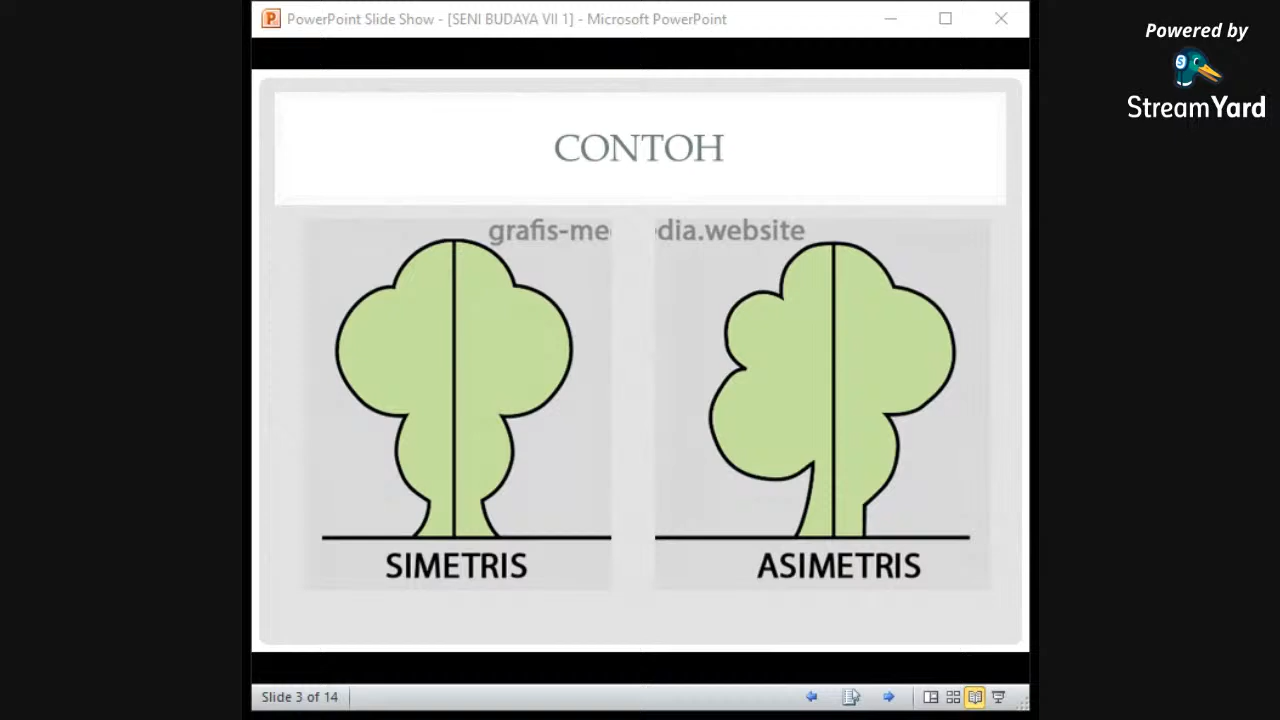 PowerPoint Slide Show - [SENI BUDAYA VII 1] - Microsoft PowerPoint
Powered by
StreamYard
CONTOH
grafis-me dia.website
SIMETRIS
ASIMETRIS
Slide 3 of 14